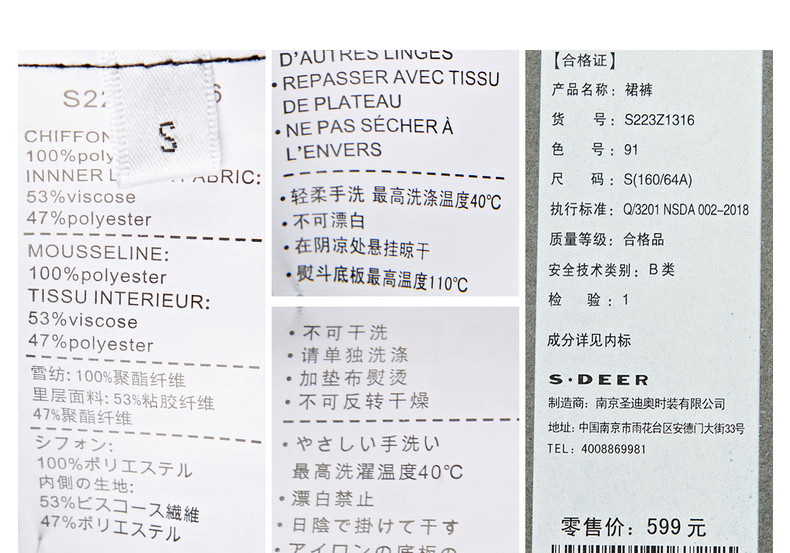 S
CHIFFON
100%poly
53%viscose
47%polyester
MOUSSELINE:
100%polyester
TISSU INTERIEUR:
53%viscose
47%polyester
雪纺: 100%聚酯纤维
里层面料: 53%粘胶纤维
47%聚酯纤维
シフォン:
100%ポリエステル
内側の生地:
53%ビスコース繊維
47%ポリエステル
D'AUTRES LINGES
•REPASSER AVEC TISSU
DE PLATEAU
•NE PAS SÉCHER À
L'ENVERS
•轻柔手洗 最高洗涤温度40℃
•不可漂白
•在阴凉处悬挂晾干
•熨斗底板最高温度110℃
•不可干洗
•请单独洗涤
•加垫布熨烫
•不可反转干燥
•やさしい手洗い
最高洗濯温度40℃
•漂白禁止
•日陰で掛けて干す
•アイロンの底板の
【合格证】
产品名称: 裙裤
货 号: S223Z1316
色 号: 91
尺 码: S(160/64A)
执行标准: Q/3201 NSDA 002-2018
质量等级: 合格品
安全技术类别: B 类
检 验: 1
成分详见内标
S·DEER
制造商: 南京圣迪奥时装有限公司
地址: 中国南京市雨花台区安德门大街33号
TEL: 4008869981
零售价: 599 元